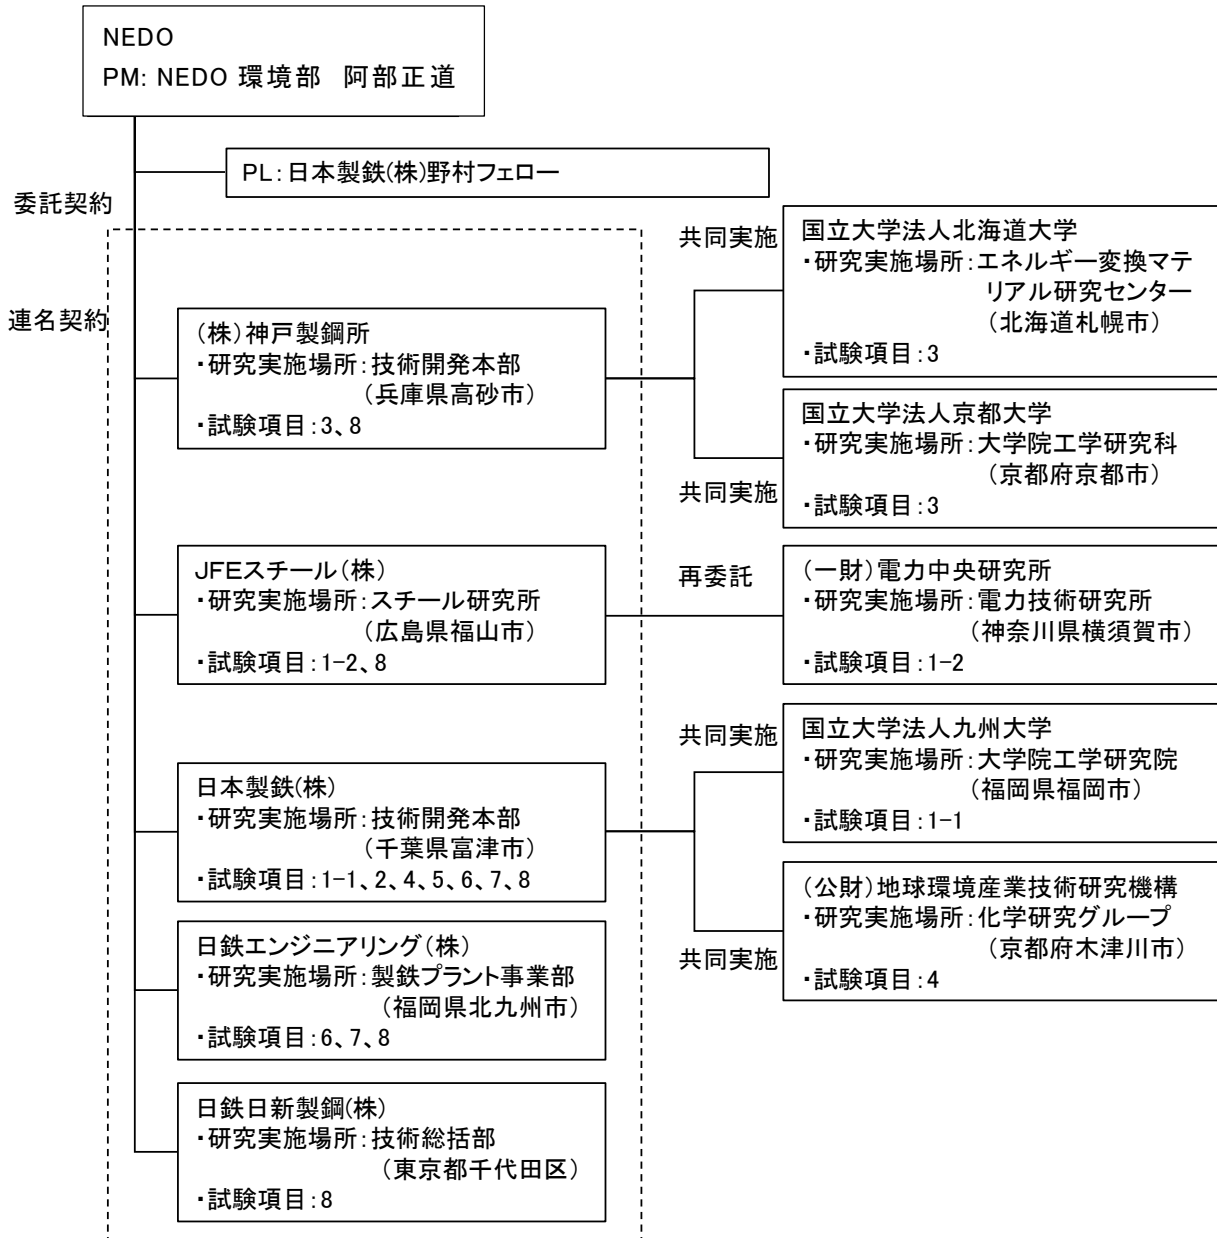 NEDO
PM: NEDO 環境部 阿部正道
PL:日本製鉄(株)野村フェロー
委託契約
連名契約
(株)神戸製鋼所
・研究実施場所:技術開発本部
(兵庫県高砂市)
・試験項目:3、8
共同実施
国立大学法人北海道大学
・研究実施場所:エネルギー変換マテ
リアル研究センター
(北海道札幌市)
・試験項目:3
国立大学法人京都大学
・研究実施場所:大学院工学研究科
(京都府京都市)
・試験項目:3
共同実施
JFEスチール(株)
・研究実施場所:スチール研究所
(広島県福山市)
・試験項目:1-2、8
再委託
(一財)電力中央研究所
・研究実施場所:電力技術研究所
(神奈川県横須賀市)
・試験項目:1-2
日本製鉄(株)
・研究実施場所:技術開発本部
(千葉県富津市)
・試験項目:1-1、2、4、5、6、7、8
共同実施
国立大学法人九州大学
・研究実施場所:大学院工学研究院
(福岡県福岡市)
・試験項目:1-1
(公財)地球環境産業技術研究機構
・研究実施場所:化学研究グループ
(京都府木津川市)
・試験項目:4
共同実施
日鉄エンジニアリング(株)
・研究実施場所:製鉄プラント事業部
(福岡県北九州市)
・試験項目:6、7、8
日鉄日新製鋼(株)
・研究実施場所:技術総括部
(東京都千代田区)
・試験項目:8